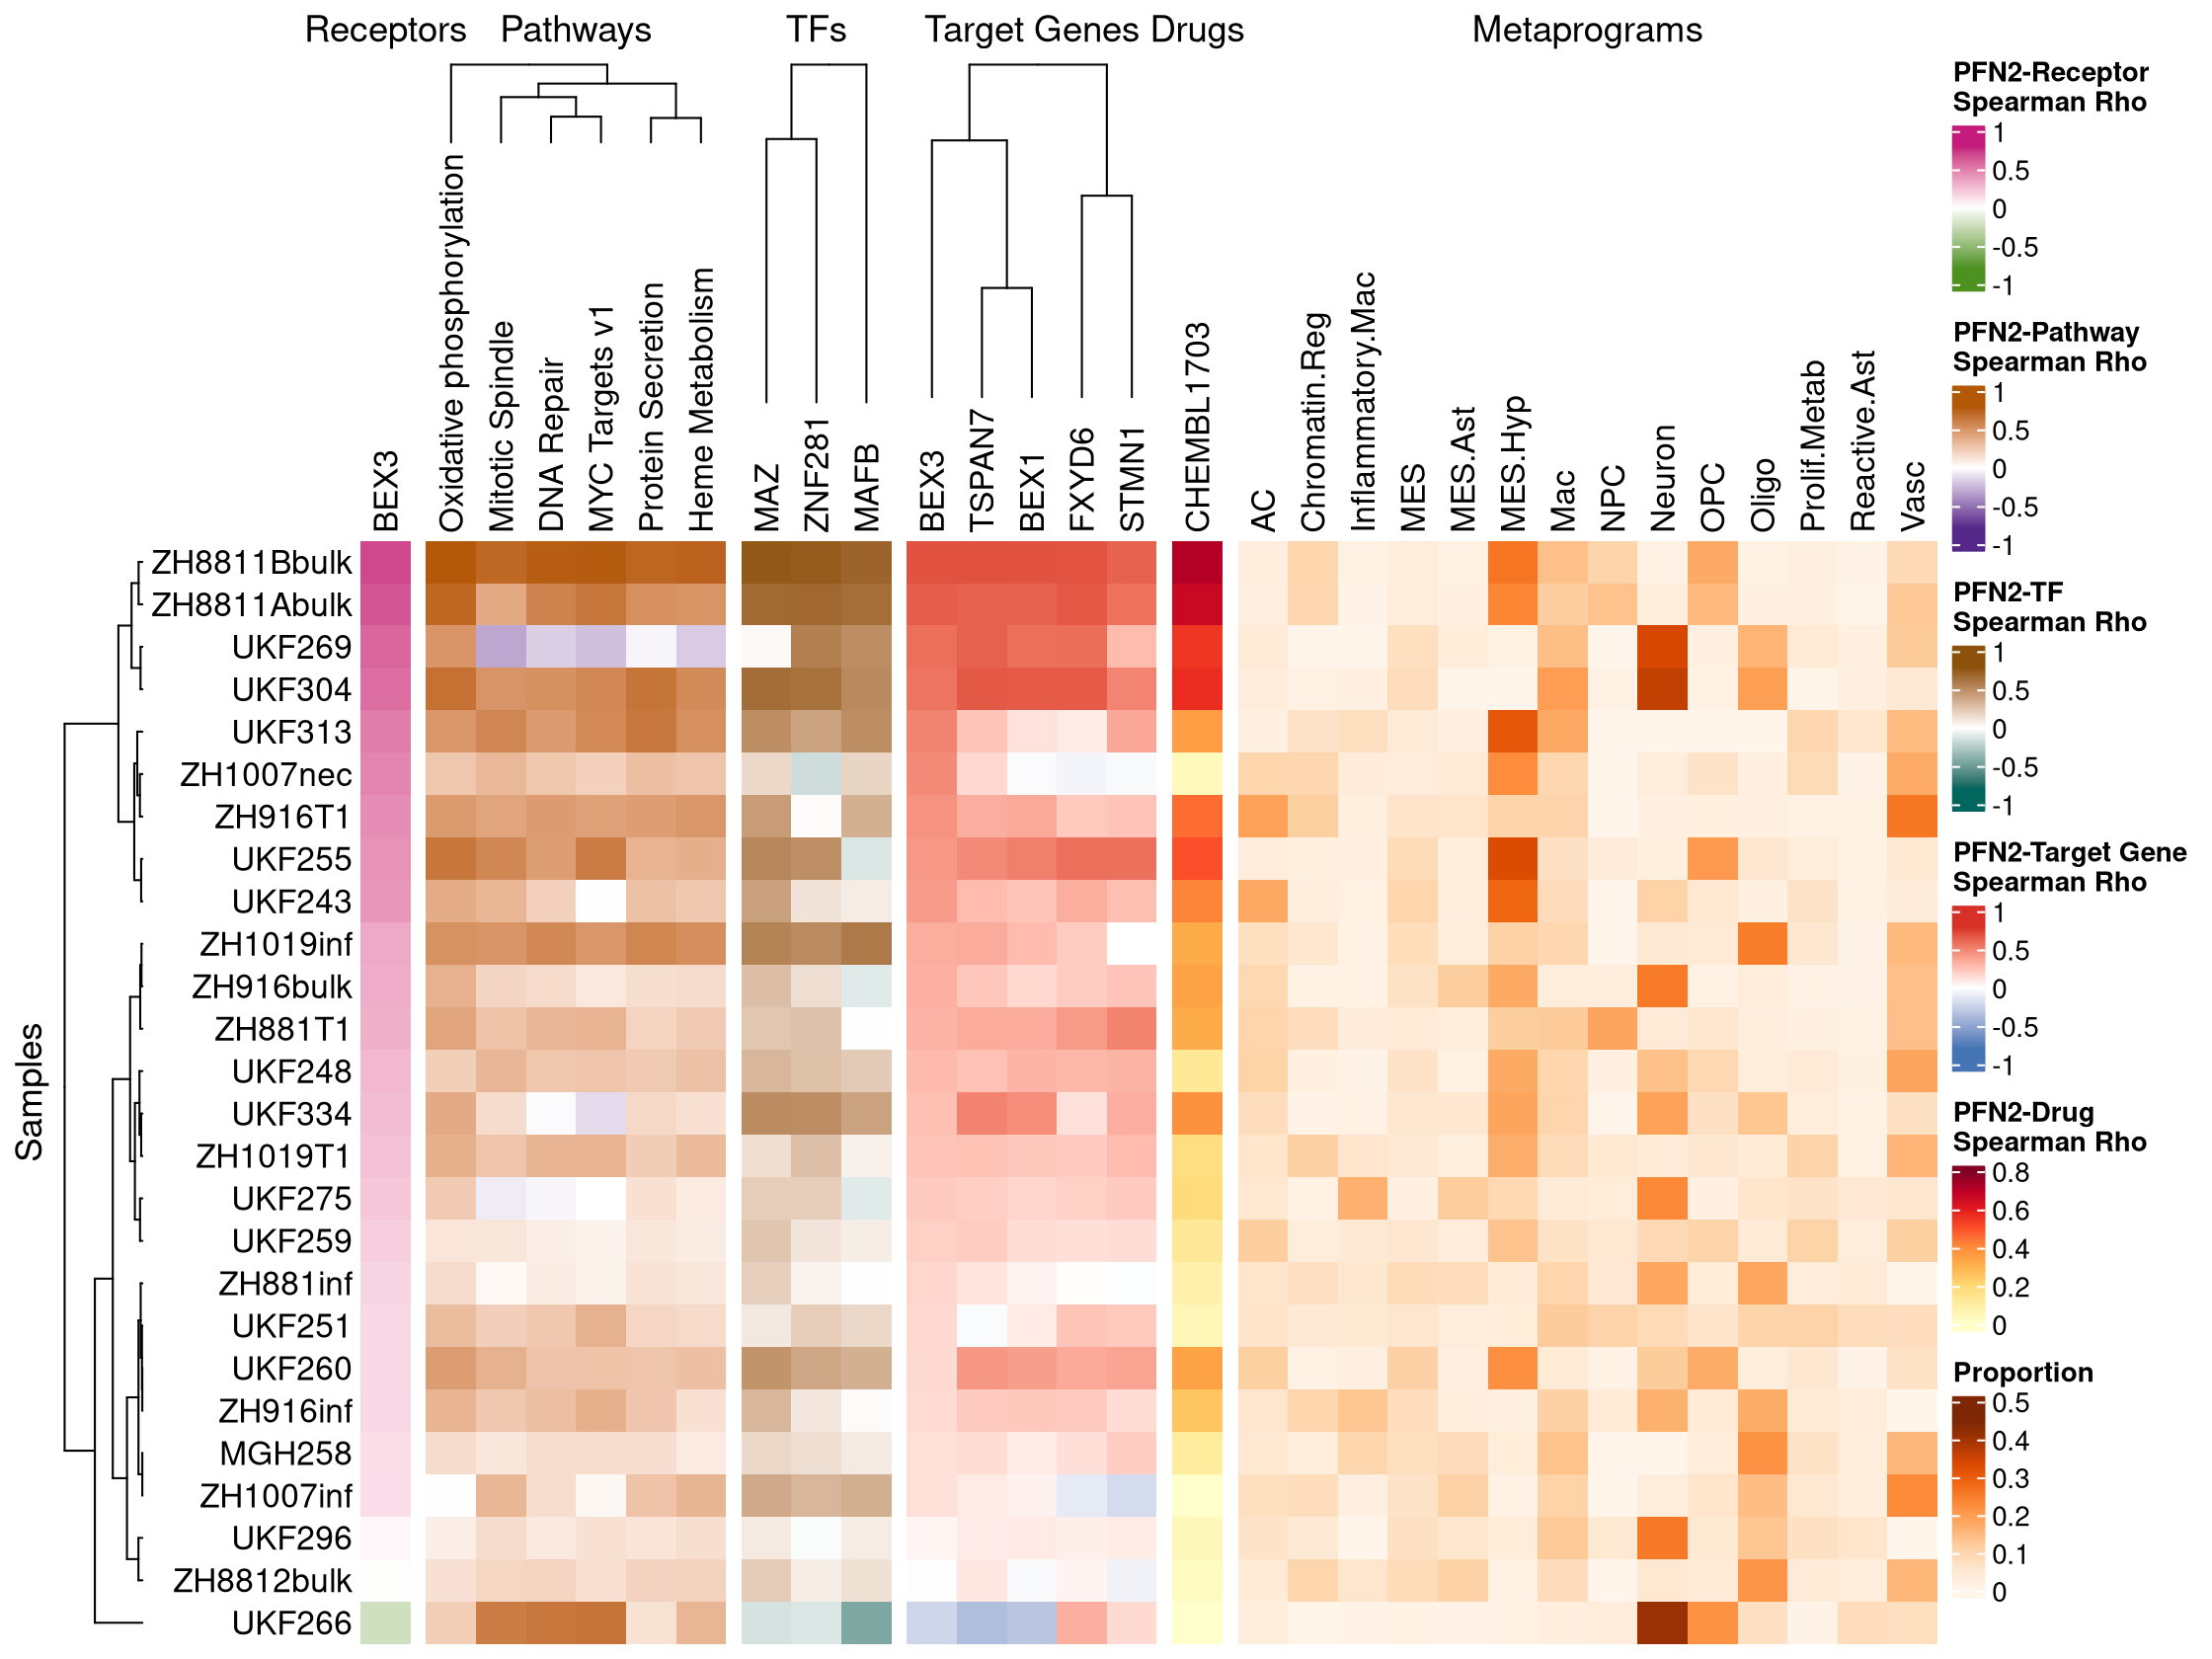 Receptors Pathways TFs Target Genes Drugs Metaprograms
BEX3
Oxidative phosphorylation
Mitotic Spindle
DNA Repair
MYC Targets v1
Protein Secretion
Heme Metabolism
MAZ
ZNF281
MAFB
BEX3
TSPAN7
BEX1
FXYD6
STMN1
CHEMBL1703
AC
Chromatin.Reg
Inflammatory.Mac
MES
MES.Ast
MES.Hyp
Mac
NPC
Neuron
OPC
Oligo
Prolif.Metab
Reactive.Ast
Vasc
Samples
ZH8811Bbulk
ZH8811Abulk
UKF269
UKF304
UKF313
ZH1007nec
ZH916T1
UKF255
UKF243
ZH1019inf
ZH916bulk
ZH881T1
UKF248
UKF334
ZH1019T1
UKF275
UKF259
ZH881inf
UKF251
UKF260
ZH916inf
MGH258
ZH1007inf
UKF296
ZH8812bulk
UKF266
PFN2-Receptor
Spearman Rho
1
0.5
0
-0.5
-1
PFN2-Pathway
Spearman Rho
1
0.5
0
-0.5
-1
PFN2-TF
Spearman Rho
1
0.5
0
-0.5
-1
PFN2-Target Gene
Spearman Rho
1
0.5
0
-0.5
-1
PFN2-Drug
Spearman Rho
0.8
0.6
0.4
0.2
0
Proportion
0.5
0.4
0.3
0.2
0.1
0